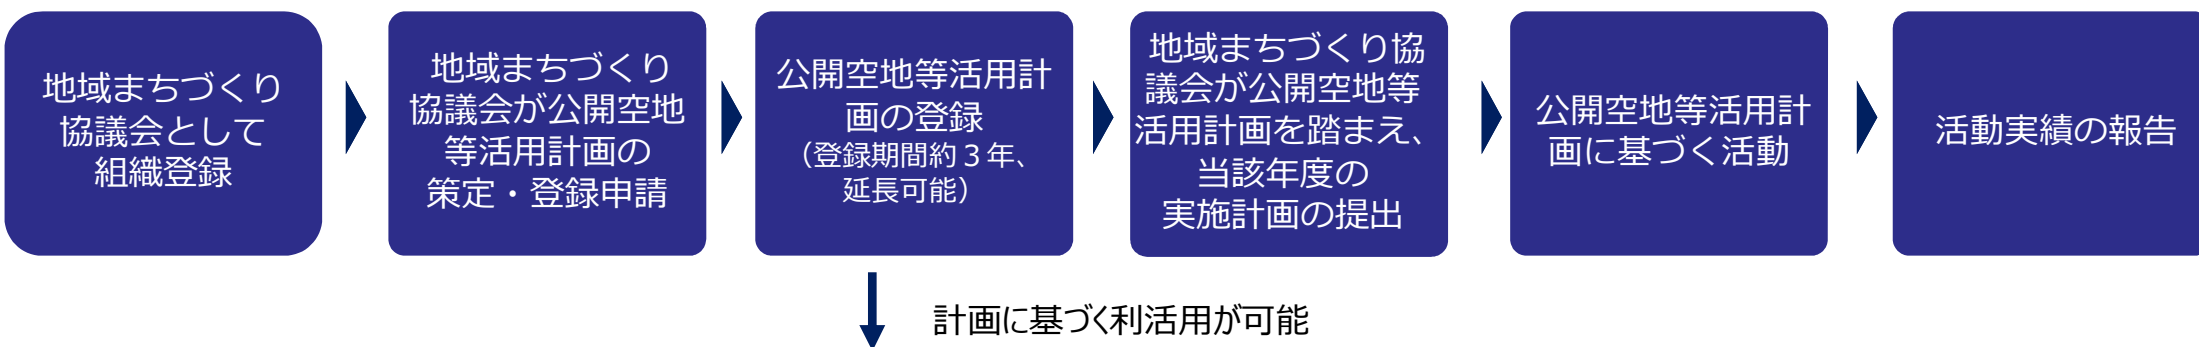 地域まちづくり
協議会として
組織登録
地域まちづくり
協議会が公開空地
等活用計画の
策定・登録申請
公開空地等活用計
画の登録
（登録期間約３年、
延長可能）
地域まちづくり協
議会が公開空地等
活用計画を踏まえ、
当該年度の
実施計画の提出
公開空地等活用計
画に基づく活動
活動実績の報告
計画に基づく利活用が可能